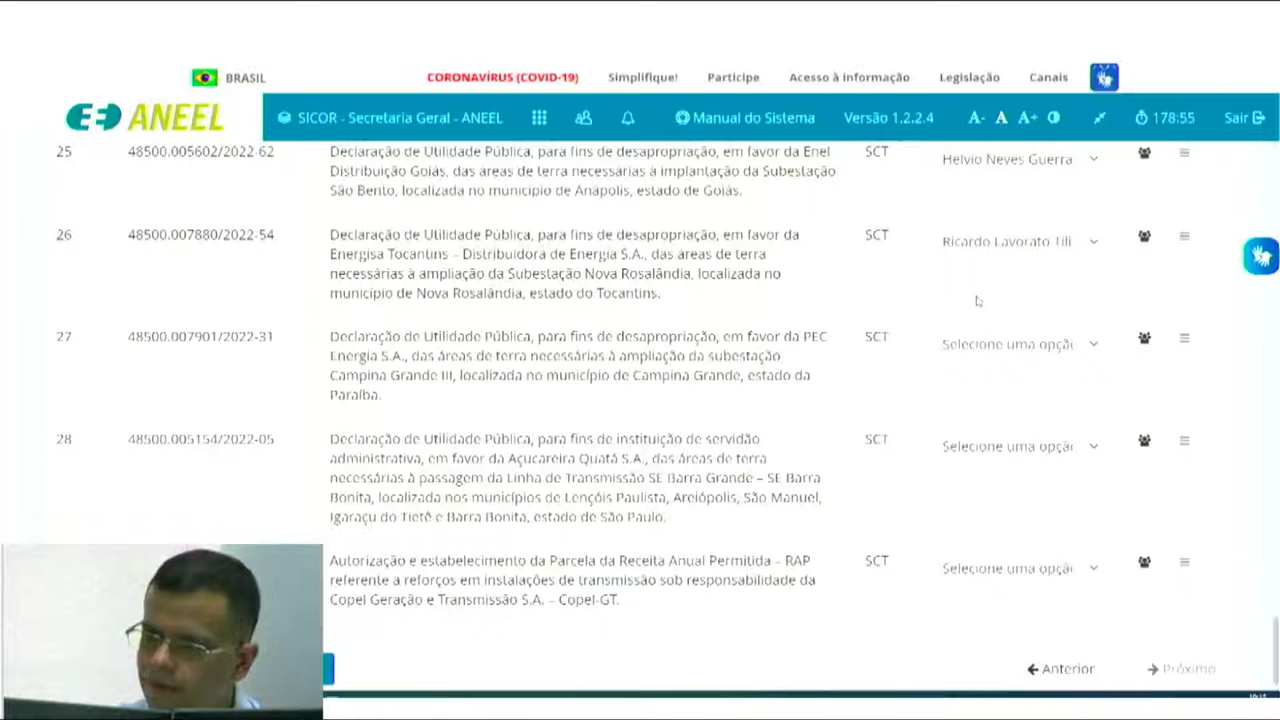 BRASIL
CORONAVÍRUS (COVID-19) Simplifique! Participe Acesso à informação Legislação Canais
ANEEL
SICOR - Secretaria Geral - ANEEL Manual do Sistema Versão 1.2.2.4 A- A A+ 178:55 Sair
25 48500.005602/2022-62 Declaração de Utilidade Pública, para fins de desapropriação, em favor da Enel SCT Helvio Neves Guerra
Distribuição Goiás, das áreas de terra necessárias à implantação da Subestação
São Bento, localizada no município de Anápolis, estado de Goiás.
26 48500.007880/2022-54 Declaração de Utilidade Pública, para fins de desapropriação, em favor da SCT Ricardo Lavorato Tili
Energisa Tocantins – Distribuidora de Energia S.A., das áreas de terra
necessárias à ampliação da Subestação Nova Rosalândia, localizada no
município de Nova Rosalândia, estado do Tocantins.
27 48500.007901/2022-31 Declaração de Utilidade Pública, para fins de desapropriação, em favor da PEC SCT Selecione uma opção
Energia S.A., das áreas de terra necessárias à ampliação da subestação
Campina Grande III, localizada no município de Campina Grande, estado da
Paraíba.
28 48500.005154/2022-05 Declaração de Utilidade Pública, para fins de instituição de servidão SCT Selecione uma opção
administrativa, em favor da Açucareira Quatá S.A., das áreas de terra
necessárias à passagem da Linha de Transmissão SE Barra Grande – SE Barra
Bonita, localizada nos municípios de Lençóis Paulista, Areiópolis, São Manuel,
Igaraçu do Tietê e Barra Bonita, estado de São Paulo.
Autorização e estabelecimento da Parcela da Receita Anual Permitida – RAP SCT Selecione uma opção
referente a reforços em instalações de transmissão sob responsabilidade da
Copel Geração e Transmissão S.A. – Copel-GT.
Anterior Próximo